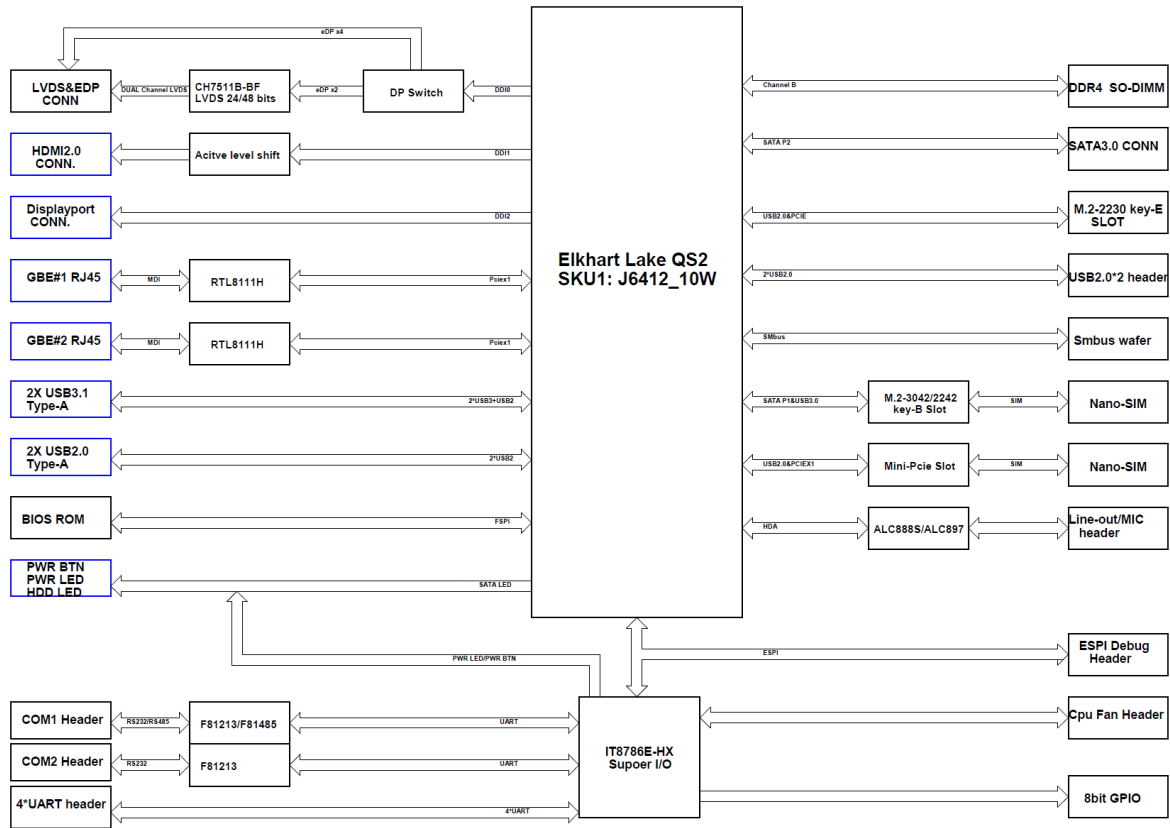 eDP x4
LVDS&EDP
CONN
DUAL Channel LVDS
CH7511B-BF
LVDS 24/48 bits
eDP x2
DP Switch
DDI0
HDMI2.0
CONN.
Acitve level shift
DDI1
Displayport
CONN.
DDI2
GBE#1 RJ45
MDI
RTL8111H
Pciex1
GBE#2 RJ45
MDI
RTL8111H
Pciex1
2X USB3.1
Type-A
2*USB3+USB2
2X USB2.0
Type-A
2*USB2
BIOS ROM
FSPI
PWR BTN
PWR LED
HDD LED
SATA LED
PWR LED/PWR BTN
COM1 Header
RS232/RS485
F81213/F81485
UART
COM2 Header
RS232
F81213
UART
4*UART header
4*UART
Elkhart Lake QS2
SKU1: J6412_10W
IT8786E-HX
Supoer I/O
Channel B
DDR4 SO-DIMM
SATA P2
SATA3.0 CONN
USB2.0&PCIE
M.2-2230 key-E
SLOT
2*USB2.0
USB2.0*2 header
SMbus
Smbus wafer
SATA P1&USB3.0
M.2-3042/2242
key-B Slot
SIM
Nano-SIM
USB2.0&PCIEX1
Mini-Pcie Slot
SIM
Nano-SIM
HDA
ALC888S/ALC897
Line-out/MIC
header
ESPI
ESPI Debug
Header
Cpu Fan Header
8bit GPIO